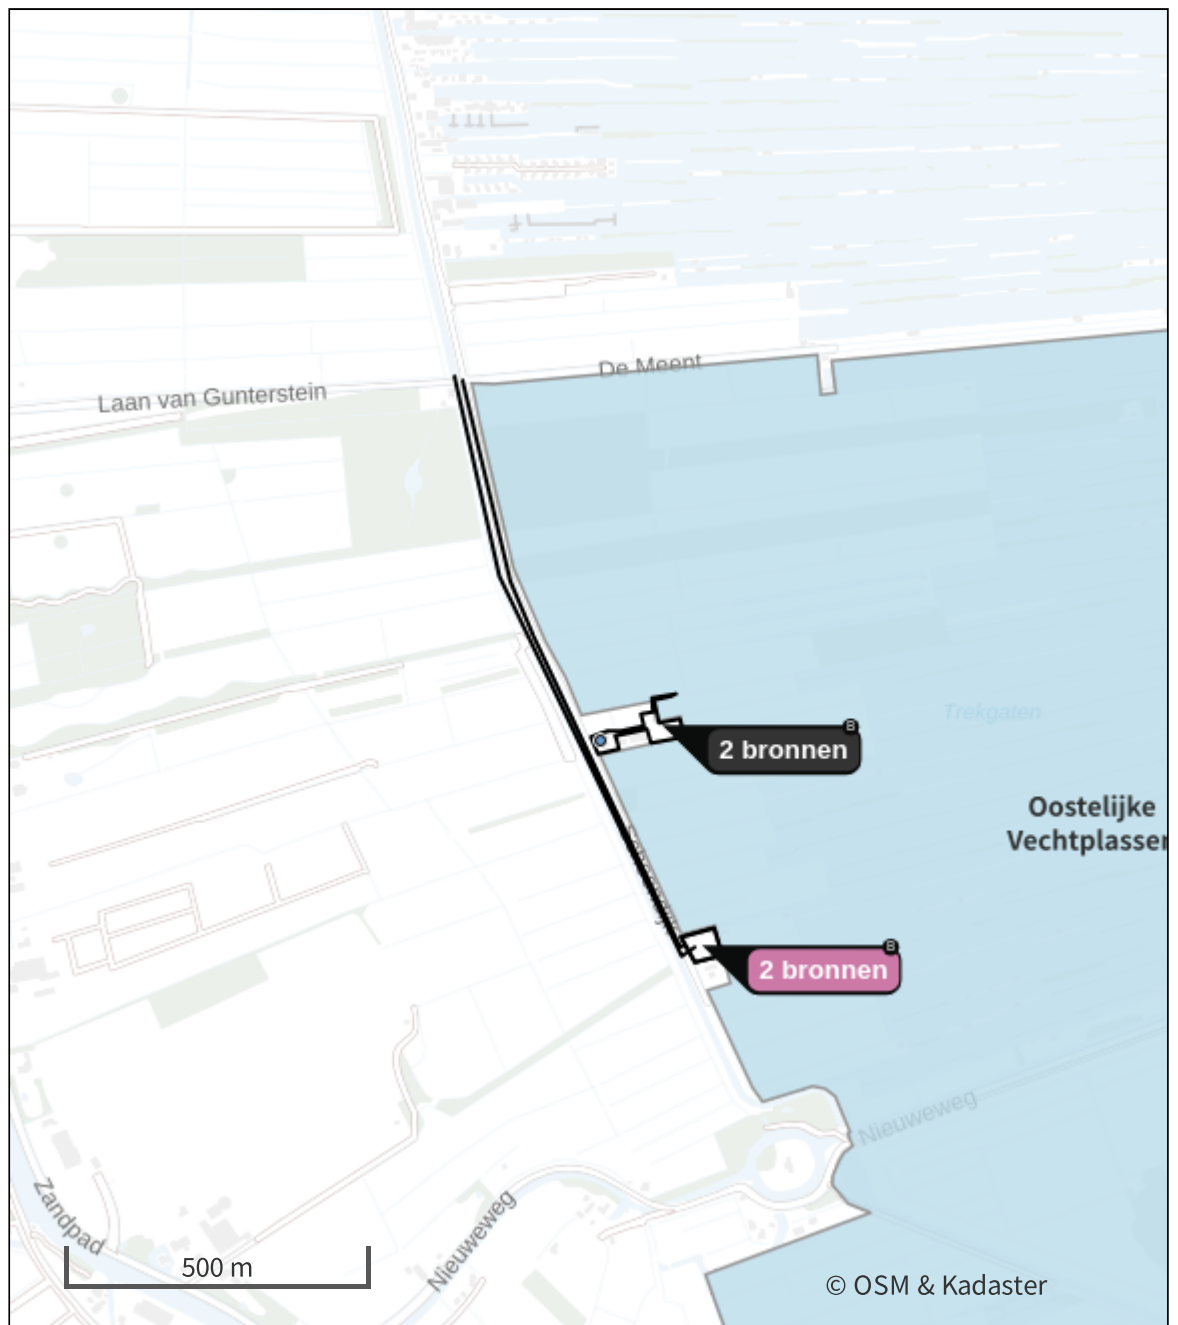 De Meent
Laan van Gunterstein
Trekgaten
B
2 bronnen
Oostelijke
Vechtplassen
B
2 bronnen
Nieuweweg
Zandpad
Nieuweweg
500 m
© OSM & Kadaster